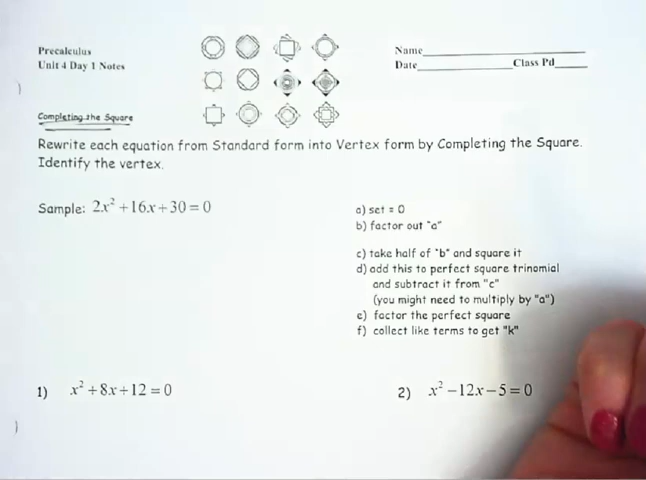 Precalculus
Unit 4 Day 1 Notes
Name
Date Class Pd
Completing the Square
Rewrite each equation from Standard form into Vertex form by Completing the Square.
Identify the vertex.
Sample: 2x² + 16x + 30 = 0
a) set = 0
b) factor out "a"
c) take half of "b" and square it
d) add this to perfect square trinomial
and subtract it from "c"
(you might need to multiply by "a")
e) factor the perfect square
f) collect like terms to get "k"
1) x² + 8x + 12 = 0
2) x² − 12x − 5 = 0